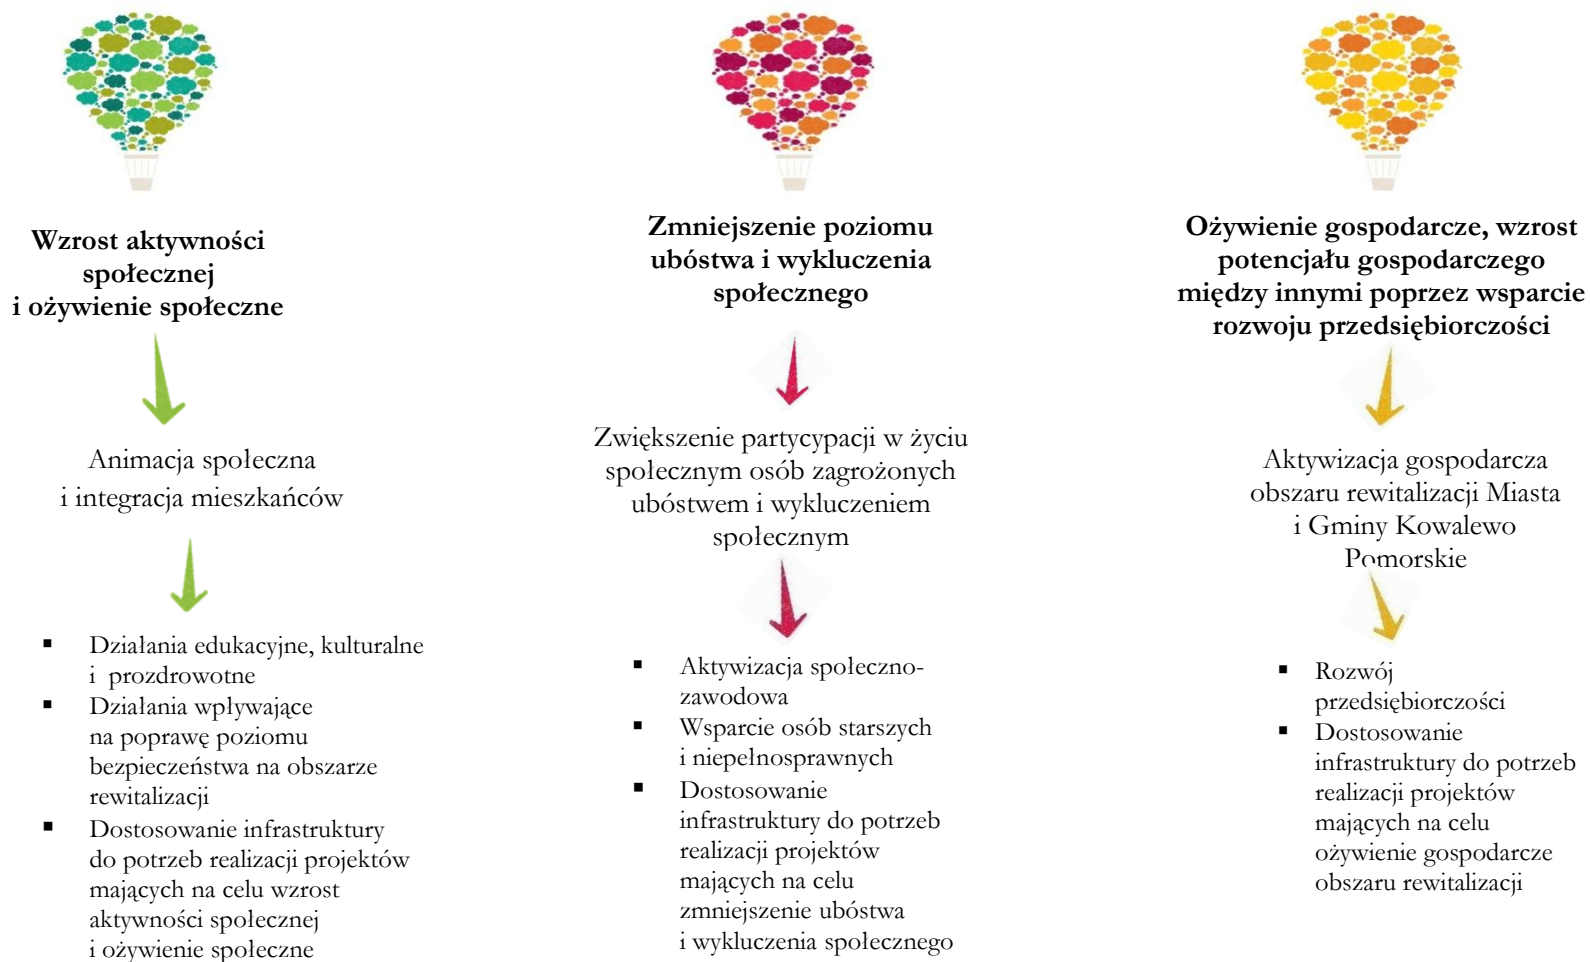 Wzrost aktywności
społecznej
i ożywienie społeczne
Animacja społeczna
i integracja mieszkańców
▪ Działania edukacyjne, kulturalne
i prozdrowotne
▪ Działania wpływające
na poprawę poziomu
bezpieczeństwa na obszarze
rewitalizacji
▪ Dostosowanie infrastruktury
do potrzeb realizacji projektów
mających na celu wzrost
aktywności społecznej
i ożywienie społeczne
Zmniejszenie poziomu
ubóstwa i wykluczenia
społecznego
Zwiększenie partycypacji w życiu
społecznym osób zagrożonych
ubóstwem i wykluczeniem
społecznym
▪ Aktywizacja społeczno-
zawodowa
▪ Wsparcie osób starszych
i niepełnosprawnych
▪ Dostosowanie
infrastruktury do potrzeb
realizacji projektów
mających na celu
zmniejszenie ubóstwa
i wykluczenia społecznego
Ożywienie gospodarcze, wzrost
potencjału gospodarczego
między innymi poprzez wsparcie
rozwoju przedsiębiorczości
Aktywizacja gospodarcza
obszaru rewitalizacji Miasta
i Gminy Kowalewo
Pomorskie
▪ Rozwój
przedsiębiorczości
▪ Dostosowanie
infrastruktury do potrzeb
realizacji projektów
mających na celu
ożywienie gospodarcze
obszaru rewitalizacji